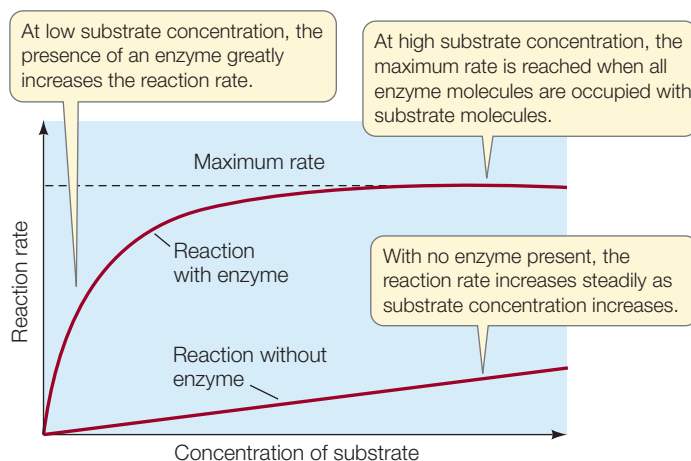 At low substrate concentration, the
presence of an enzyme greatly
increases the reaction rate.
At high substrate concentration, the
maximum rate is reached when all
enzyme molecules are occupied with
substrate molecules.
Maximum rate
Reaction
with enzyme
With no enzyme present, the
reaction rate increases steadily as
substrate concentration increases.
Reaction without
enzyme
Reaction rate
Concentration of substrate